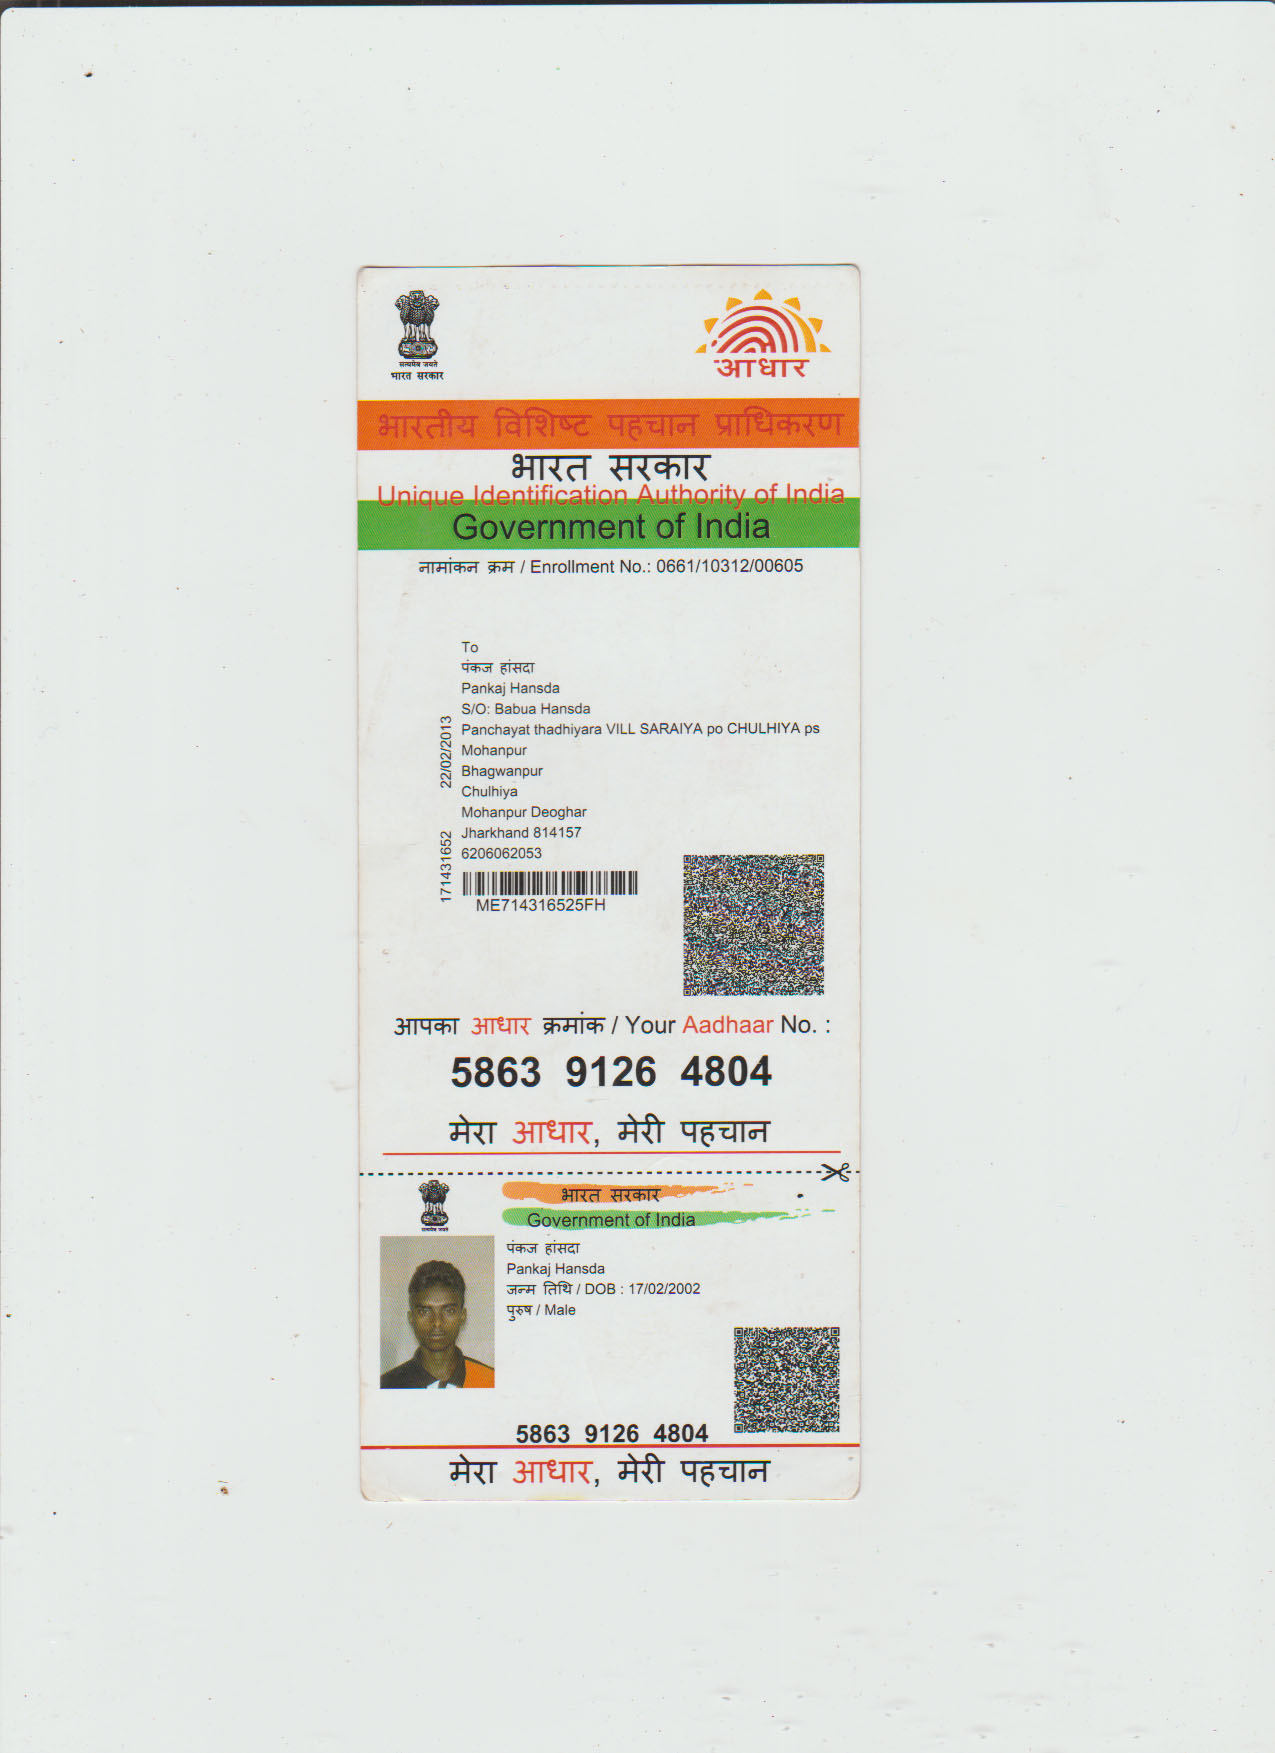 सत्यमेव जयते
भारत सरकार
आधार
भारतीय विशिष्ट पहचान प्राधिकरण
भारत सरकार
Unique Identification Authority of India
Government of India
नामांकन क्रम / Enrollment No.: 0661/10312/00605
To
पंकज हांसदा
Pankaj Hansda
S/O: Babua Hansda
Panchayat thadhiyara VILL SARAIYA po CHULHIYA ps
Mohanpur
Bhagwanpur
Chulhiya
Mohanpur Deoghar
Jharkhand 814157
6206062053
171431652 22/02/2013
ME714316525FH
आपका आधार क्रमांक / Your Aadhaar No. :
5863 9126 4804
मेरा आधार, मेरी पहचान
सत्यमेव जयते
भारत सरकार
Government of India
पंकज हांसदा
Pankaj Hansda
जन्म तिथि / DOB : 17/02/2002
पुरुष / Male
5863 9126 4804
मेरा आधार, मेरी पहचान